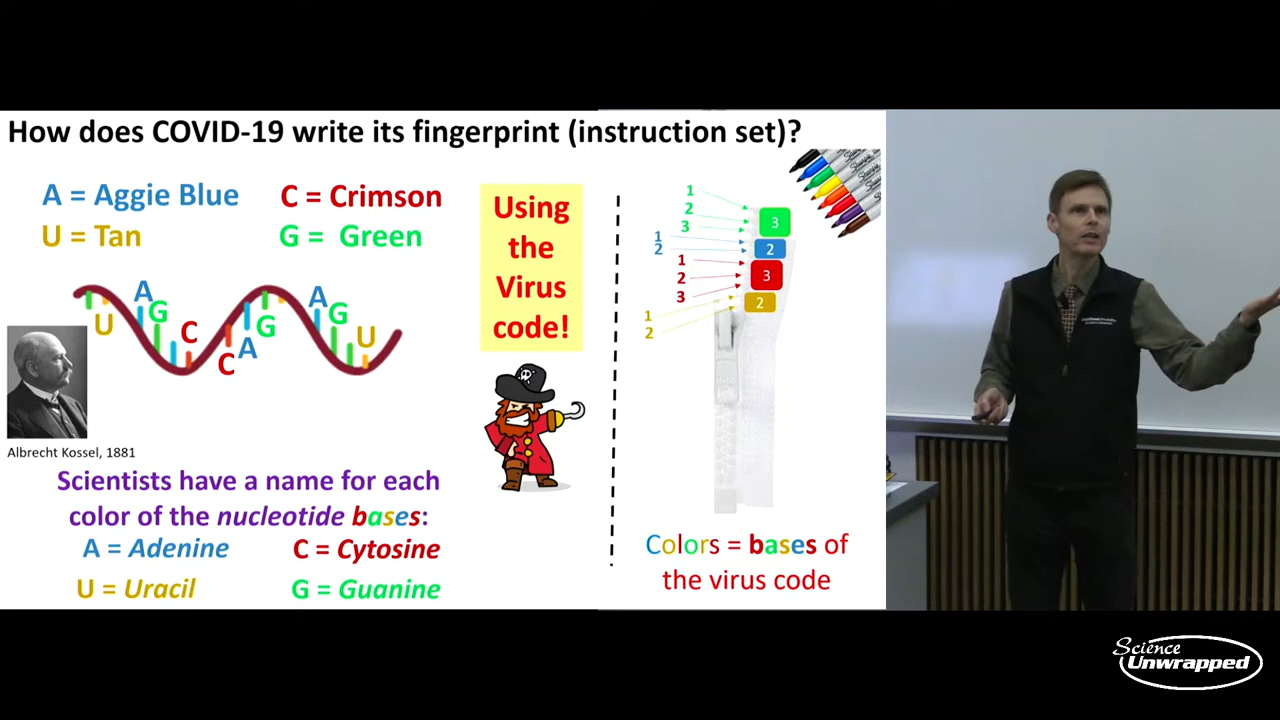 How does COVID-19 write its fingerprint (instruction set)?
A = Aggie Blue
C = Crimson
U = Tan
G = Green
A
G
U
C
C
A
G
A
G
U
Albrecht Kossel, 1881
Scientists have a name for each
color of the nucleotide bases:
A = Adenine
C = Cytosine
U = Uracil
G = Guanine
Using
the
Virus
code!
1
2
3
1
2
1
2
3
1
2
3
2
3
2
Colors = bases of
the virus code
Science
Unwrapped